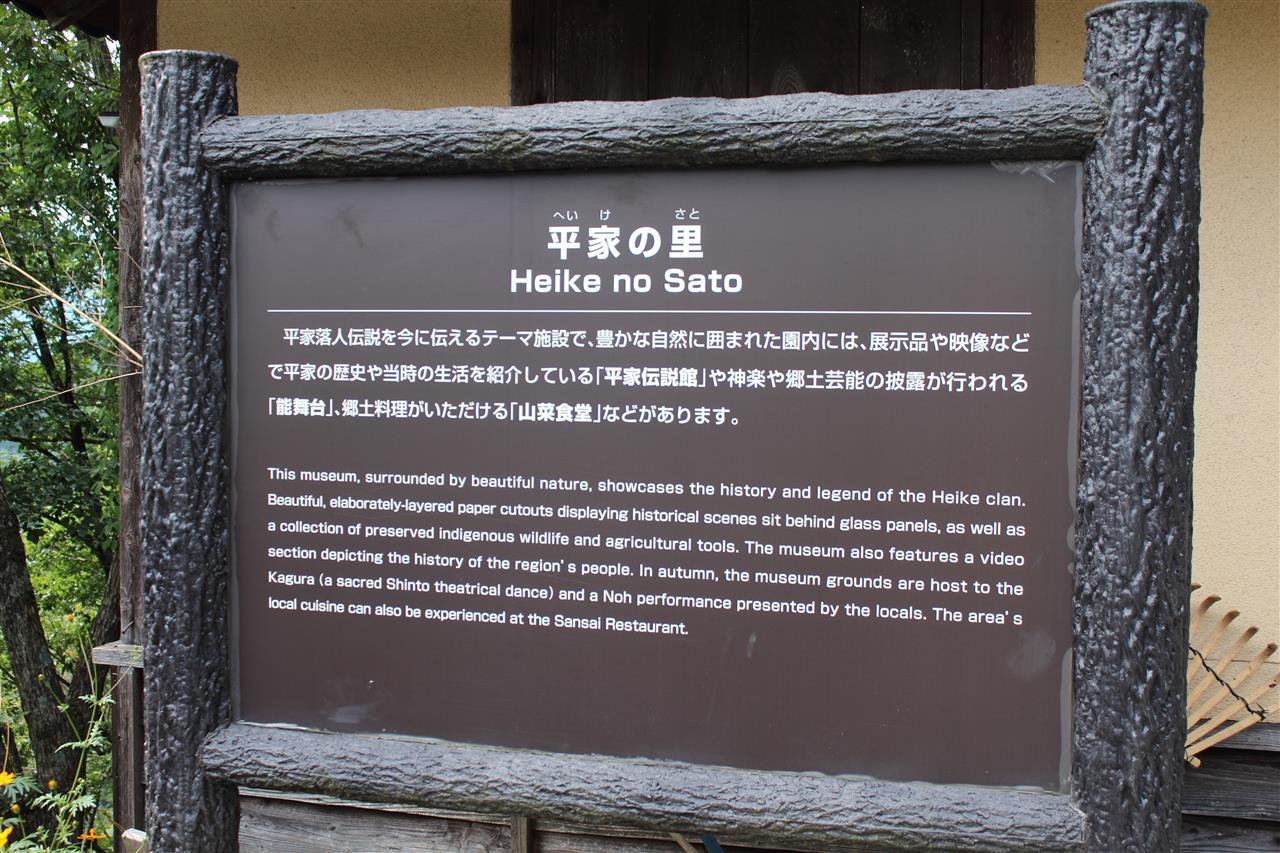 へい け さと
平家の里
Heike no Sato
平家落人伝説を今に伝えるテーマ施設で、豊かな自然に囲まれた園内には、展示品や映像など
で平家の歴史や当時の生活を紹介している「平家伝説館」や神楽や郷土芸能の披露が行われる
「能舞台」、郷土料理がいただける「山菜食堂」などがあります。
This museum, surrounded by beautiful nature, showcases the history and legend of the Heike clan.
Beautiful, elaborately-layered paper cutouts displaying historical scenes sit behind glass panels, as well as
a collection of preserved indigenous wildlife and agricultural tools. The museum also features a video
section depicting the history of the region's people. In autumn, the museum grounds are host to the
Kagura (a sacred Shinto theatrical dance) and a Noh performance presented by the locals. The area's
local cuisine can also be experienced at the Sansai Restaurant.